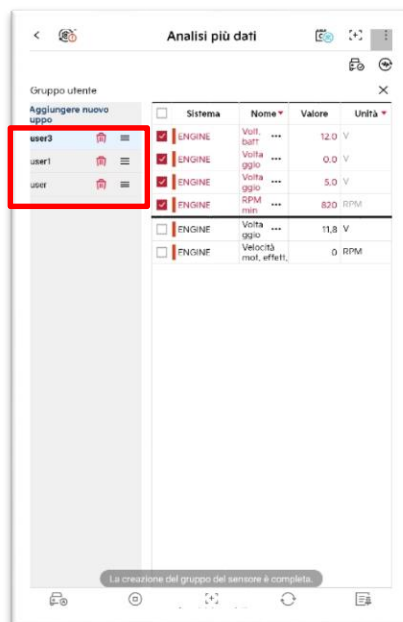 Analisi più dati
Gruppo utente
Aggiungere nuovo
uppo
Sistema Nome Valore Unità
user3
user1
user
ENGINE Volt. batt ... 12.0 V
ENGINE Volta ggio ... 0.0 V
ENGINE Volta ggio ... 5.0 V
ENGINE RPM min ... 820 RPM
ENGINE Volta ggio ... 11,8 V
ENGINE Velocità mot. effett. 0 RPM
La creazione del gruppo del sensore è completa.